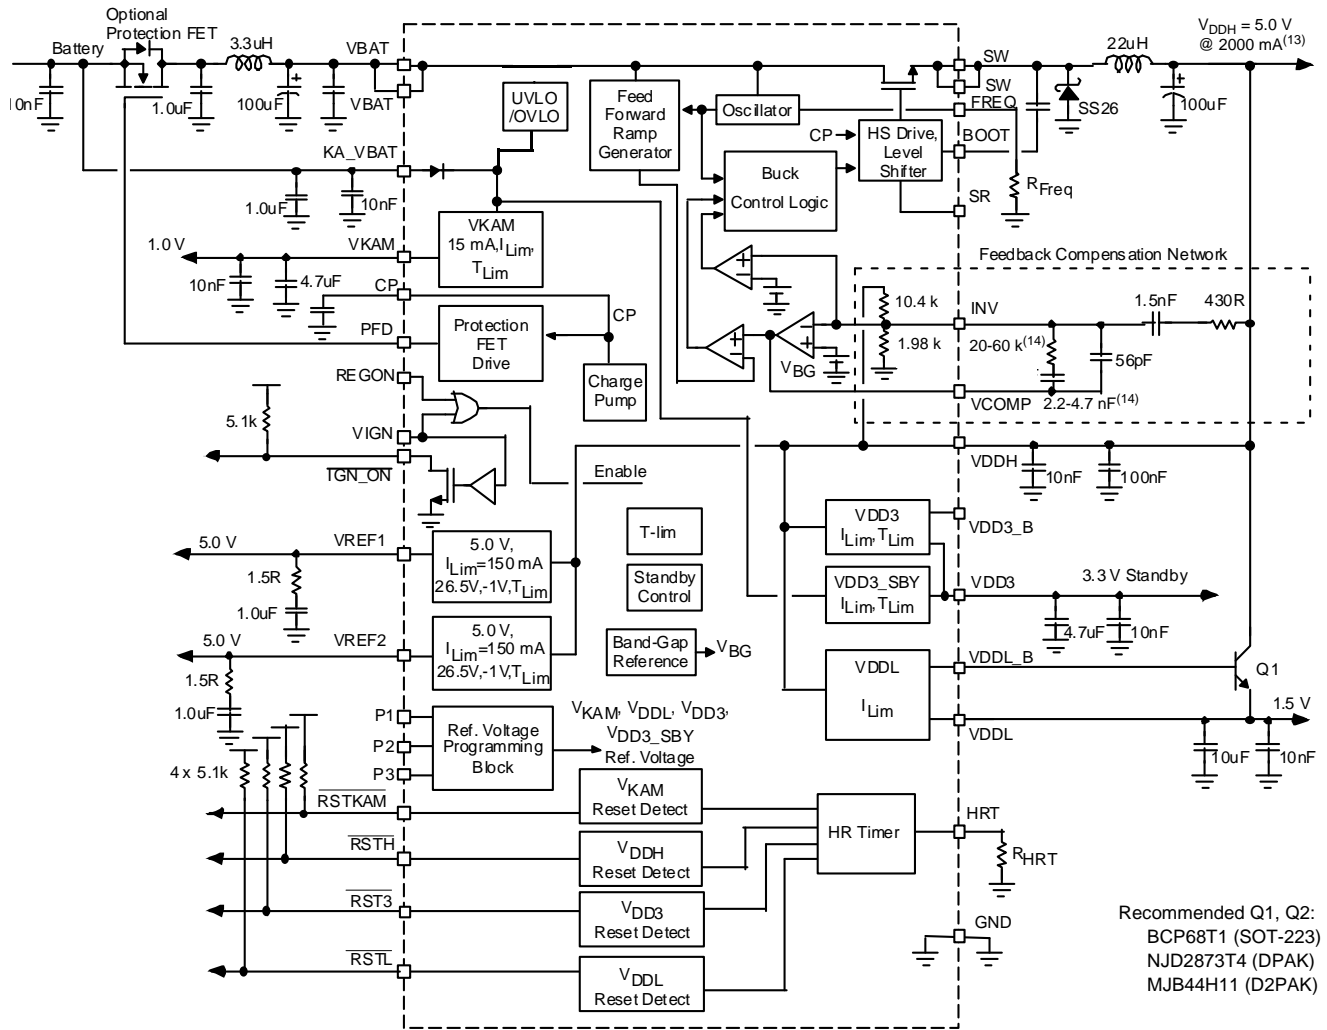 Optional
Protection FET
Battery
3.3uH
VBAT
10nF
1.0uF
100uF
+
VBAT
UVLO
/OVLO
Feed
Forward
Ramp
Generator
Oscillator
CP
HS Drive,
Level
Shifter
Buck
Control Logic
SW
SW
FREQ
BOOT
SR
22uH
VDDH = 5.0 V
@ 2000 mA(13)
SS26
+
100uF
RFreq
KA_VBAT
1.0uF
10nF
VKAM
15 mA,ILim,
TLim
1.0 V
VKAM
10nF
4.7uF
CP
CP
PFD
Protection
FET
Drive
Charge
Pump
+
−
+
−
+
−
VBG
10.4 k
1.98 k
Feedback Compensation Network
INV
1.5nF
430R
20-60 k(14)
56pF
VCOMP
2.2-4.7 nF(14)
REGON
5.1k
VIGN
IGN_ON
Enable
VDDH
10nF
100nF
T-lim
Standby
Control
Band-Gap
Reference
VBG
VDD3
ILim,TLim
VDD3_B
VDD3_SBY
ILim,TLim
VDD3
3.3 V Standby
4.7uF
10nF
5.0 V
VREF1
5.0 V,
ILim=150 mA
26.5V,-1V,TLim
1.5R
1.0uF
5.0 V
VREF2
5.0 V,
ILim=150 mA
26.5V,-1V,TLim
1.5R
1.0uF
VDDL
ILim
VDDL_B
Q1
1.5 V
VDDL
10uF
10nF
P1
P2
P3
Ref. Voltage
Programming
Block
VKAM, VDDL, VDD3,
VDD3_SBY
Ref. Voltage
4 x 5.1k
RSTKAM
VKAM
Reset Detect
RSTH
VDDH
Reset Detect
RST3
VDD3
Reset Detect
RSTL
VDDL
Reset Detect
HR Timer
HRT
RHRT
GND
Recommended Q1, Q2:
BCP68T1 (SOT-223)
NJD2873T4 (DPAK)
MJB44H11 (D2PAK)